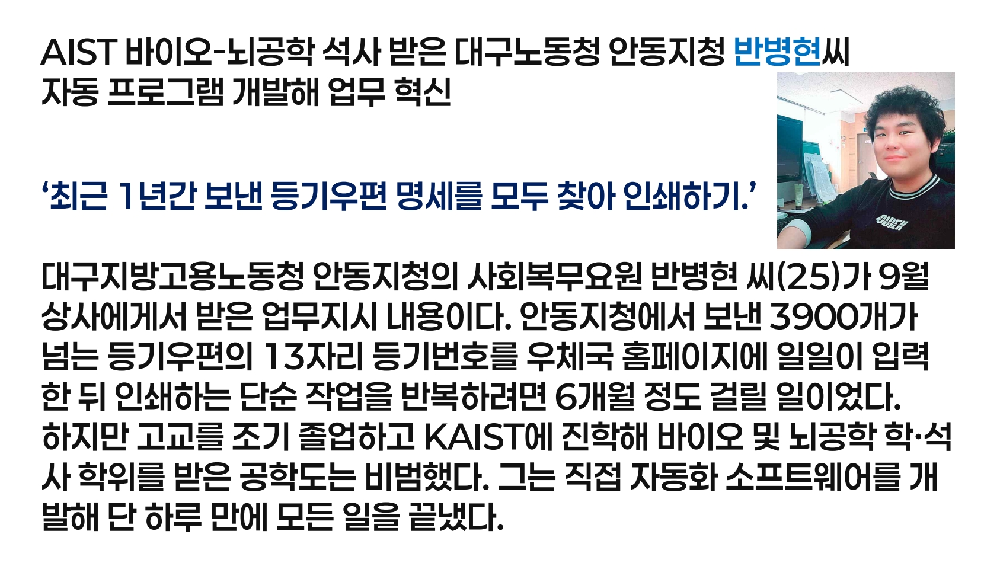 AIST 바이오-뇌공학 석사 받은 대구노동청 안동지청 반병현씨
자동 프로그램 개발해 업무 혁신
‘최근 1년간 보낸 등기우편 명세를 모두 찾아 인쇄하기.’
QUICK
대구지방고용노동청 안동지청의 사회복무요원 반병현 씨(25)가 9월
상사에게서 받은 업무지시 내용이다. 안동지청에서 보낸 3900개가
넘는 등기우편의 13자리 등기번호를 우체국 홈페이지에 일일이 입력
한 뒤 인쇄하는 단순 작업을 반복하려면 6개월 정도 걸릴 일이었다.
하지만 고교를 조기 졸업하고 KAIST에 진학해 바이오 및 뇌공학 학·석
사 학위를 받은 공학도는 비범했다. 그는 직접 자동화 소프트웨어를 개
발해 단 하루 만에 모든 일을 끝냈다.